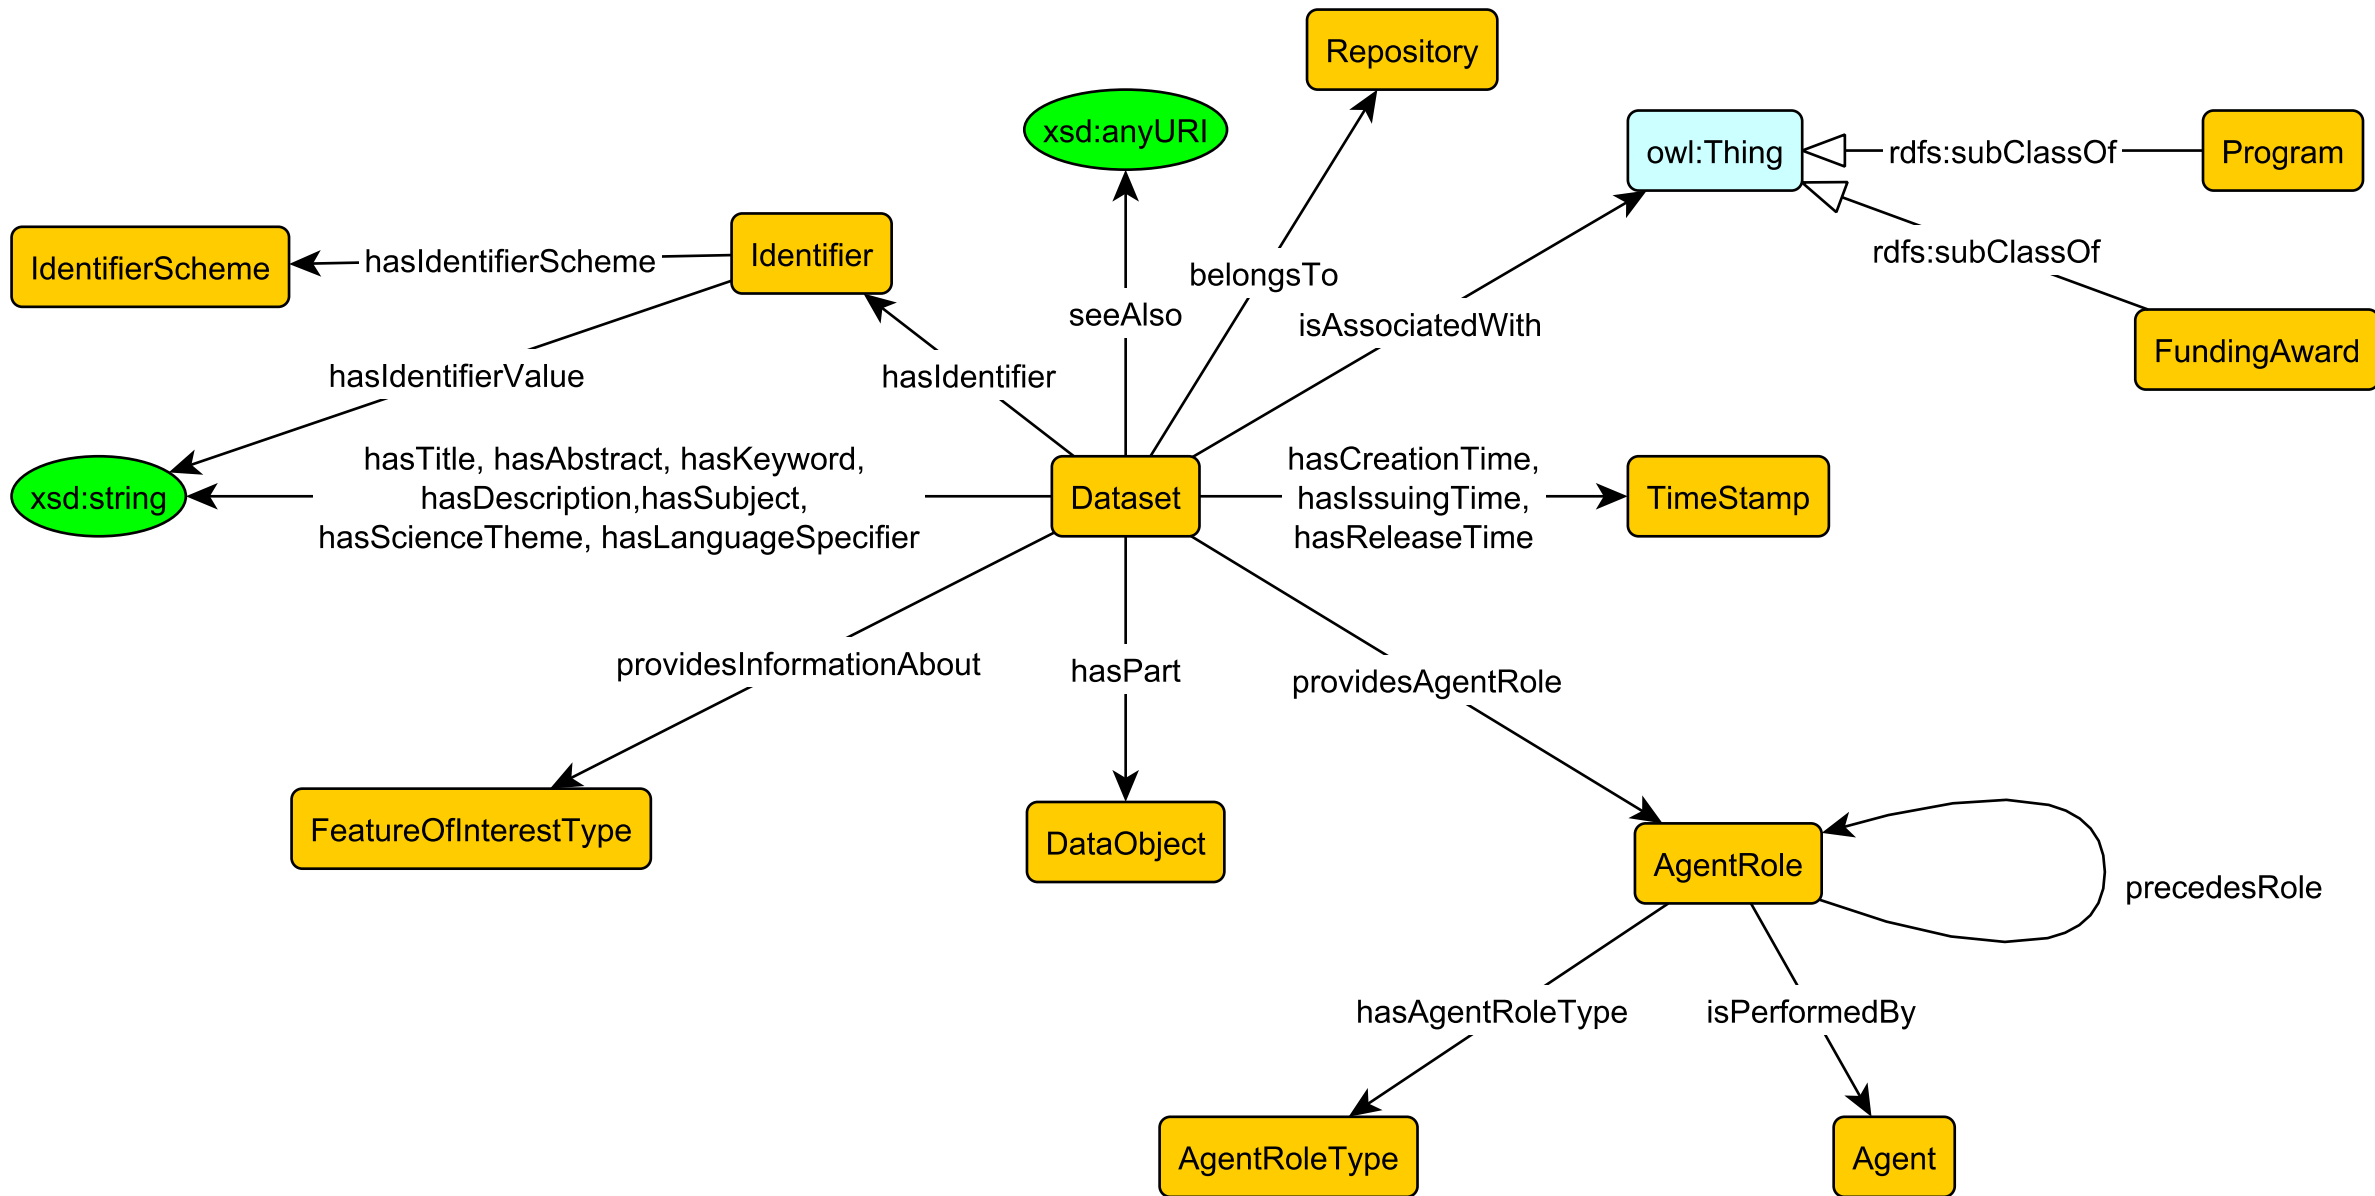 Repository
xsd:anyURI
owl:Thing
rdfs:subClassOf
Program
IdentifierScheme
hasIdentifierScheme
Identifier
rdfs:subClassOf
belongsTo
seeAlso
isAssociatedWith
FundingAward
hasIdentifierValue
hasIdentifier
hasTitle, hasAbstract, hasKeyword,
hasDescription,hasSubject,
hasScienceTheme, hasLanguageSpecifier
xsd:string
Dataset
hasCreationTime,
hasIssuingTime,
hasReleaseTime
TimeStamp
providesInformationAbout
hasPart
providesAgentRole
FeatureOfInterestType
DataObject
AgentRole
precedesRole
hasAgentRoleType
isPerformedBy
AgentRoleType
Agent